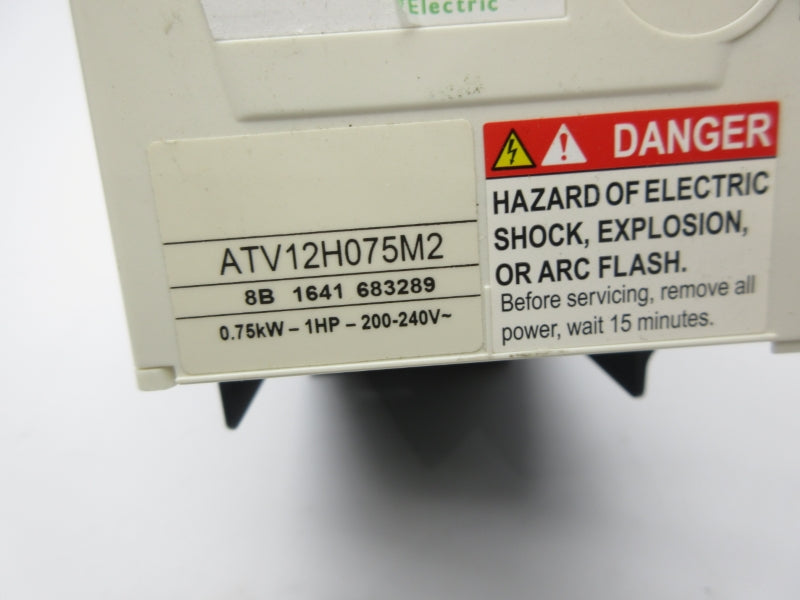 Electric
ATV12H075M2
8B 1641 683289
0.75kW – 1HP – 200-240V~
DANGER
HAZARD OF ELECTRIC
SHOCK, EXPLOSION,
OR ARC FLASH.
Before servicing, remove all
power, wait 15 minutes.